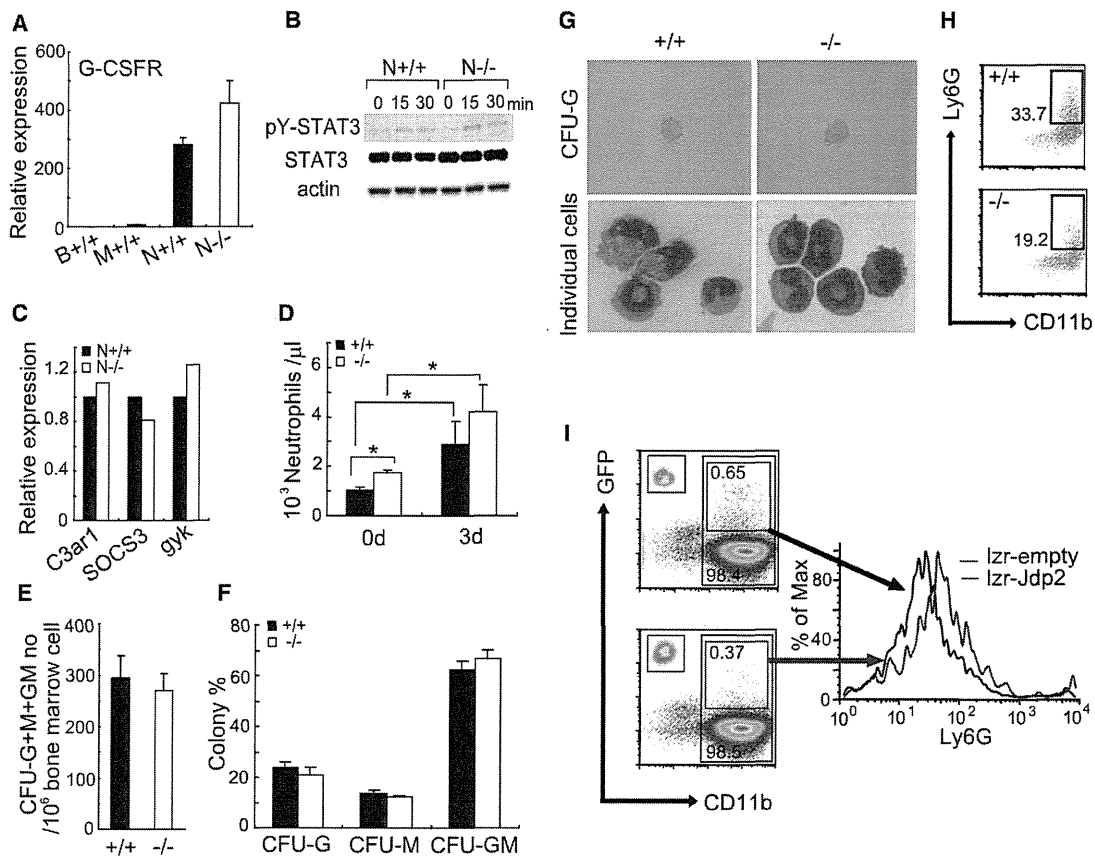 A
600
G-CSFR
400
200
0
Relative expression
B+/+
M+/+
N+/+
N-/-
B
N+/+ N-/-
0 15 30 0 15 30 min
pY-STAT3
STAT3
actin
C
N+/+
N-/-
1.2
0.8
0.4
0
Relative expression
C3ar1
SOCS3
gyk
D
+/+
-/-
6
4
2
0
10³ Neutrophils /µl
* * *
0d 3d
E
400
300
200
100
0
CFU-G+M+GM no
/10⁶ bone marrow cell
+/+ -/-
F
+/+
-/-
80
60
40
20
0
Colony %
CFU-G CFU-M CFU-GM
G
+/+ -/-
CFU-G
Individual cells
H
Ly6G
+/+
33.7
-/-
19.2
CD11b
I
GFP
0.65
98.4
0.37
98.5
CD11b
lzr-empty
lzr-Jdp2
% of Max
80
40
0
10⁰ 10¹ 10² 10³ 10⁴
Ly6G